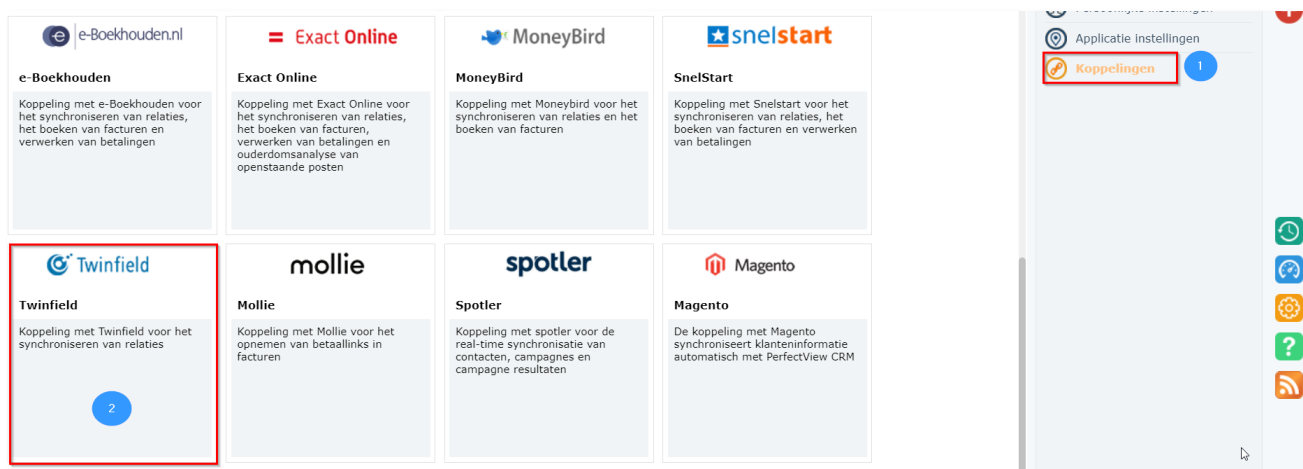 e-Boekhouden.nl
Exact Online
MoneyBird
snelstart
e-Boekhouden
Exact Online
MoneyBird
SnelStart
Koppeling met e-Boekhouden voor
het synchroniseren van relaties,
het boeken van facturen en
verwerken van betalingen
Koppeling met Exact Online voor
het synchroniseren van relaties,
het boeken van facturen,
verwerken van betalingen en
ouderdomsanalyse van
openstaande posten
Koppeling met Moneybird voor het
synchroniseren van relaties en het
boeken van facturen
Koppeling met Snelstart voor het
synchroniseren van relaties, het
boeken van facturen en verwerken
van betalingen
Twinfield
mollie
spotler
Magento
Twinfield
Mollie
Spotler
Magento
Koppeling met Twinfield voor het
synchroniseren van relaties
2
Koppeling met Mollie voor het
opnemen van betaallinks in
facturen
Koppeling met spotler voor de
real-time synchronisatie van
contacten, campagnes en
campagne resultaten
De koppeling met Magento
synchroniseert klanteninformatie
automatisch met PerfectView CRM
Persoonlijke instellingen
Applicatie instellingen
Koppelingen
1
?